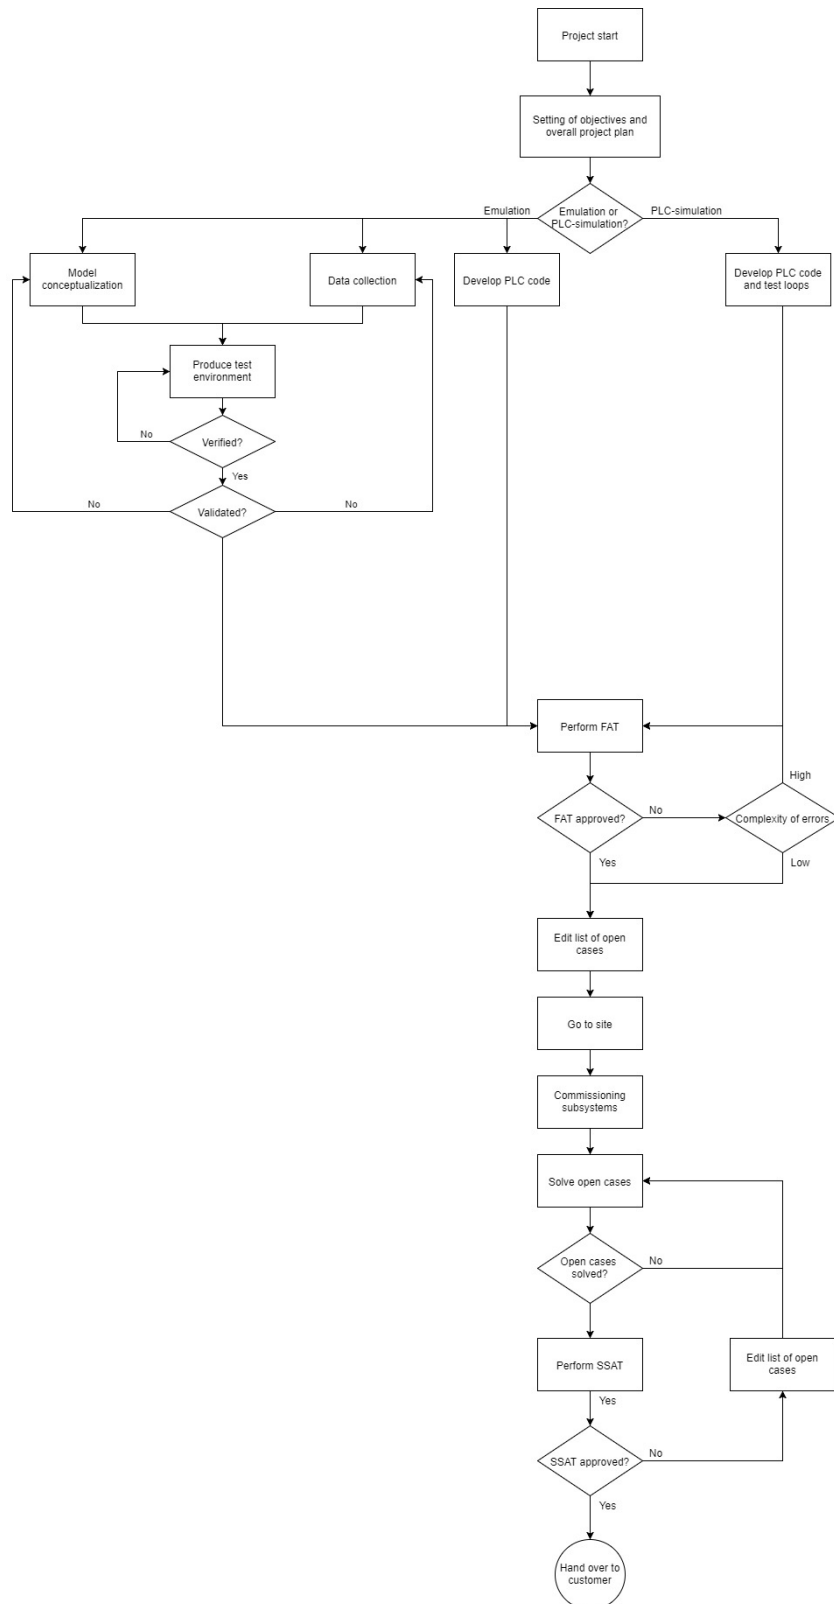 Project start
Setting of objectives and
overall project plan
Emulation or
PLC-simulation?
Emulation
PLC-simulation
Model
conceptualization
Data collection
Develop PLC code
Develop PLC code
and test loops
Produce test
environment
No
Verified?
Yes
No
Validated?
No
Perform FAT
High
FAT approved?
No
Complexity of errors
Yes
Low
Edit list of open
cases
Go to site
Commissioning
subsystems
Solve open cases
Open cases
solved?
No
Perform SSAT
Edit list of open
cases
Yes
SSAT approved?
No
Yes
Hand over to
customer